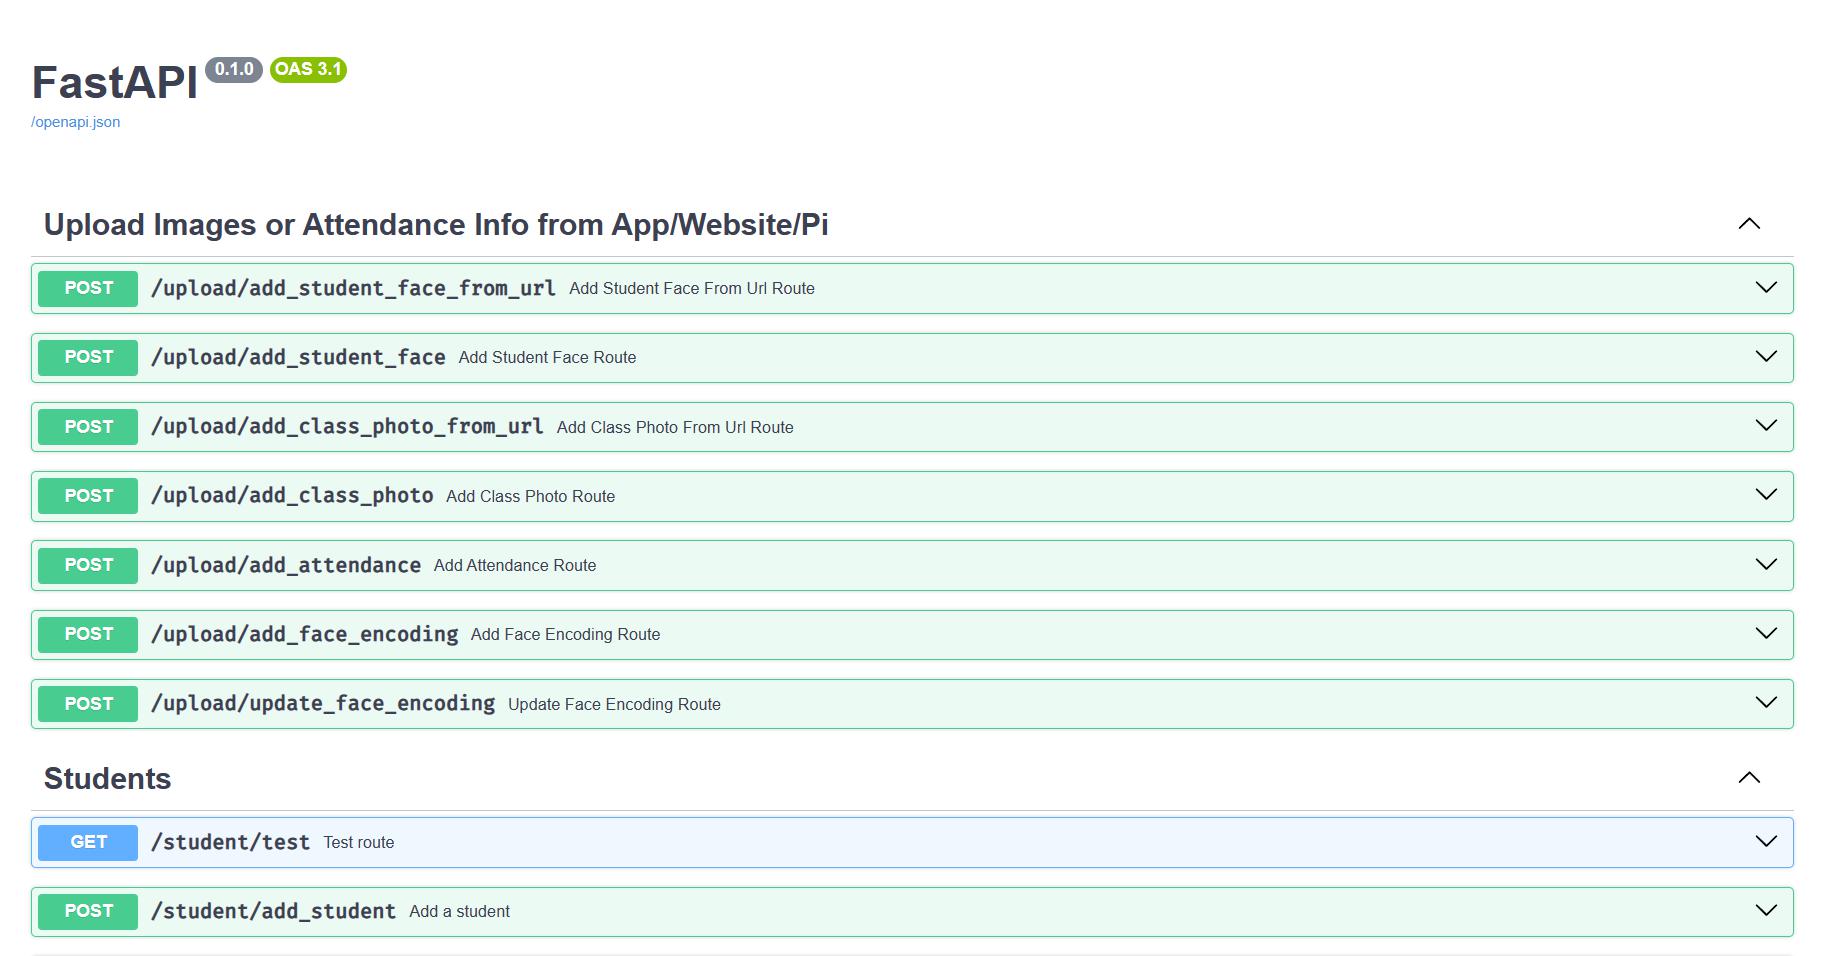 FastAPI 0.1.0 OAS 3.1
/openapi.json
Upload Images or Attendance Info from App/Website/Pi
POST /upload/add_student_face_from_url Add Student Face From Url Route
POST /upload/add_student_face Add Student Face Route
POST /upload/add_class_photo_from_url Add Class Photo From Url Route
POST /upload/add_class_photo Add Class Photo Route
POST /upload/add_attendance Add Attendance Route
POST /upload/add_face_encoding Add Face Encoding Route
POST /upload/update_face_encoding Update Face Encoding Route
Students
GET /student/test Test route
POST /student/add_student Add a student